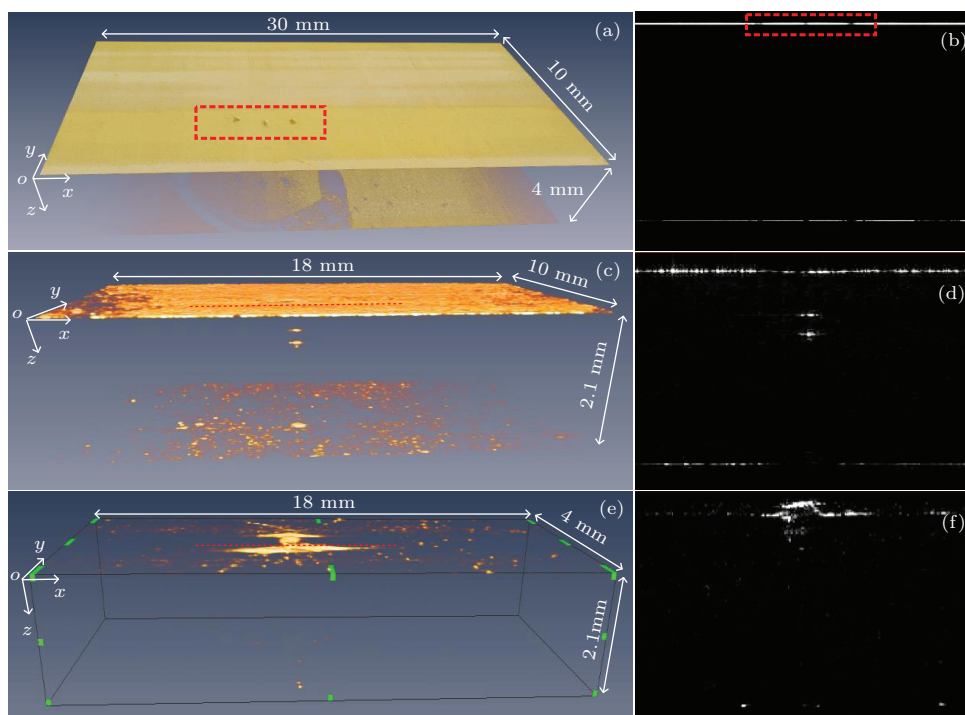 30 mm
(a)
10 mm
4 mm
y
o
x
z
(b)
18 mm
(c)
10 mm
y
o
x
z
2.1 mm
(d)
18 mm
(e)
4 mm
y
o
x
z
2.1mm
(f)